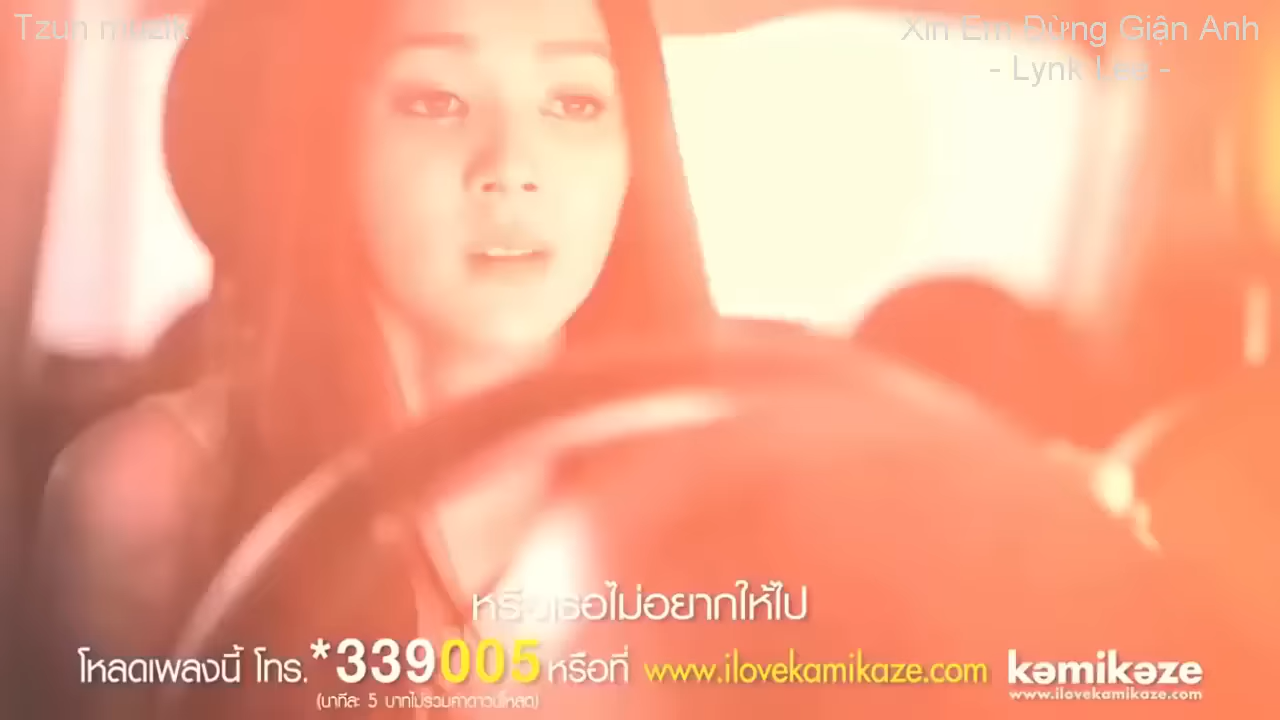 Tzun muzik
Xin Em Đừng Giận Anh
- Lynk Lee -
หรือเธอไม่อยากให้ไป
โหลดเพลงนี้ โทร.*339005 หรือที่ www.ilovekamikaze.com
(นาทีละ 5 บาทไม่รวมค่าดาวน์โหลด)
kamikaze
www.ilovekamikaze.com